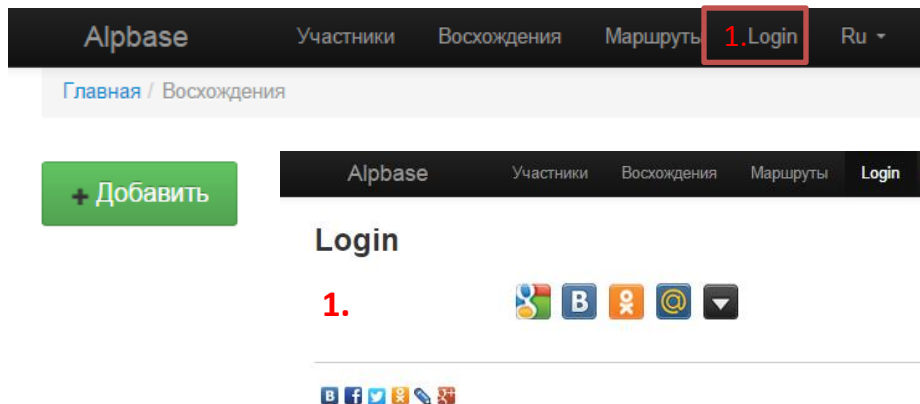 Alpbase Участники Восхождения Маршруты 1.Login Ru
Главная / Восхождения
+ Добавить
Alpbase Участники Восхождения Маршруты Login
Login
1.